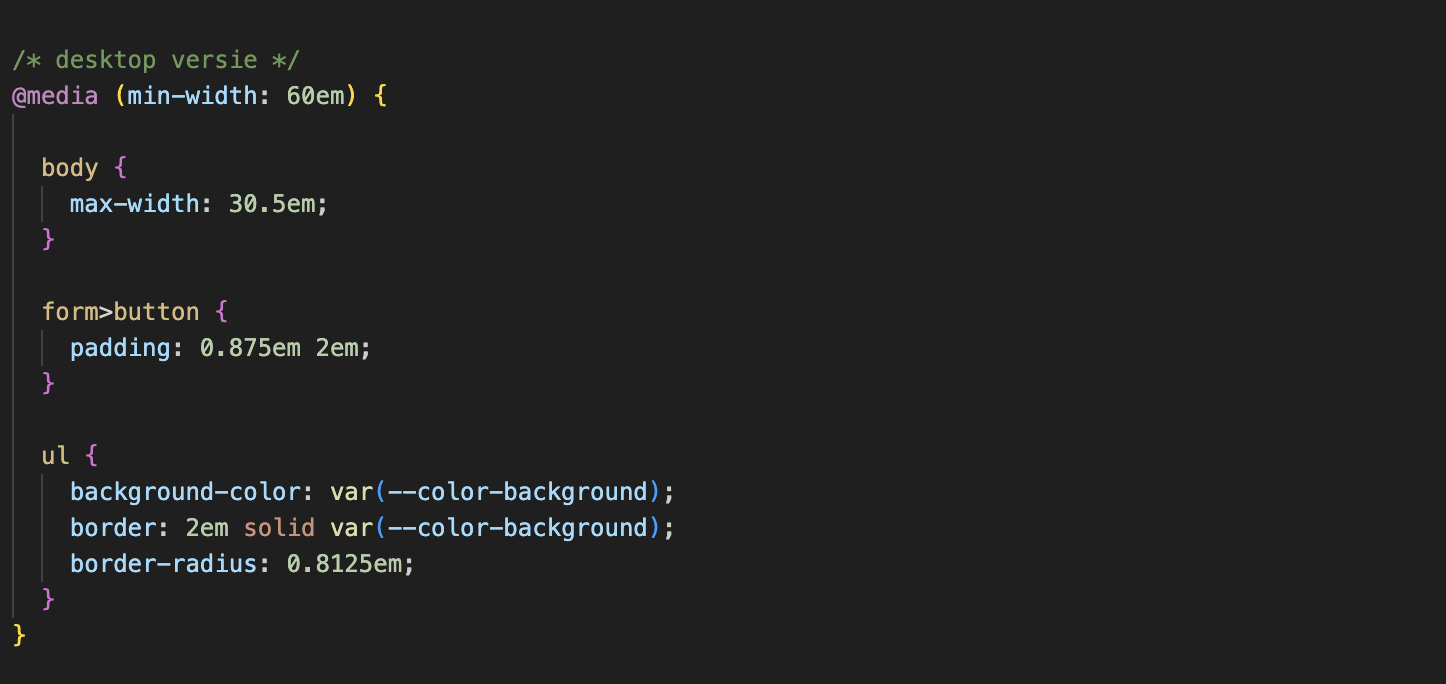 /* desktop versie */
@media (min-width: 60em) {
body {
max-width: 30.5em;
}
form>button {
padding: 0.875em 2em;
}
ul {
background-color: var(--color-background);
border: 2em solid var(--color-background);
border-radius: 0.8125em;
}
}